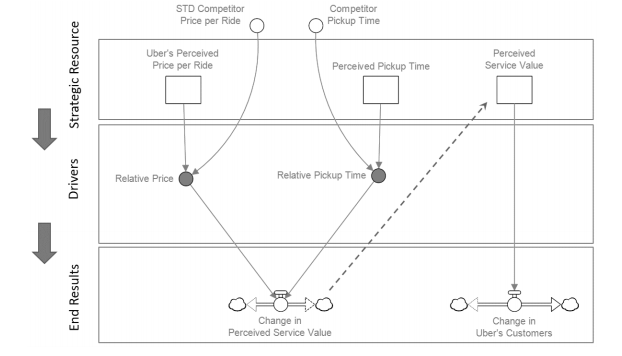 STD Competitor
Price per Ride
Competitor
Pickup Time
Strategic Resource
Uber's Perceived
Price per Ride
Perceived Pickup Time
Perceived
Service Value
Drivers
Relative Price
Relative Pickup Time
End Results
Change in
Perceived Service Value
Change in
Uber's Customers